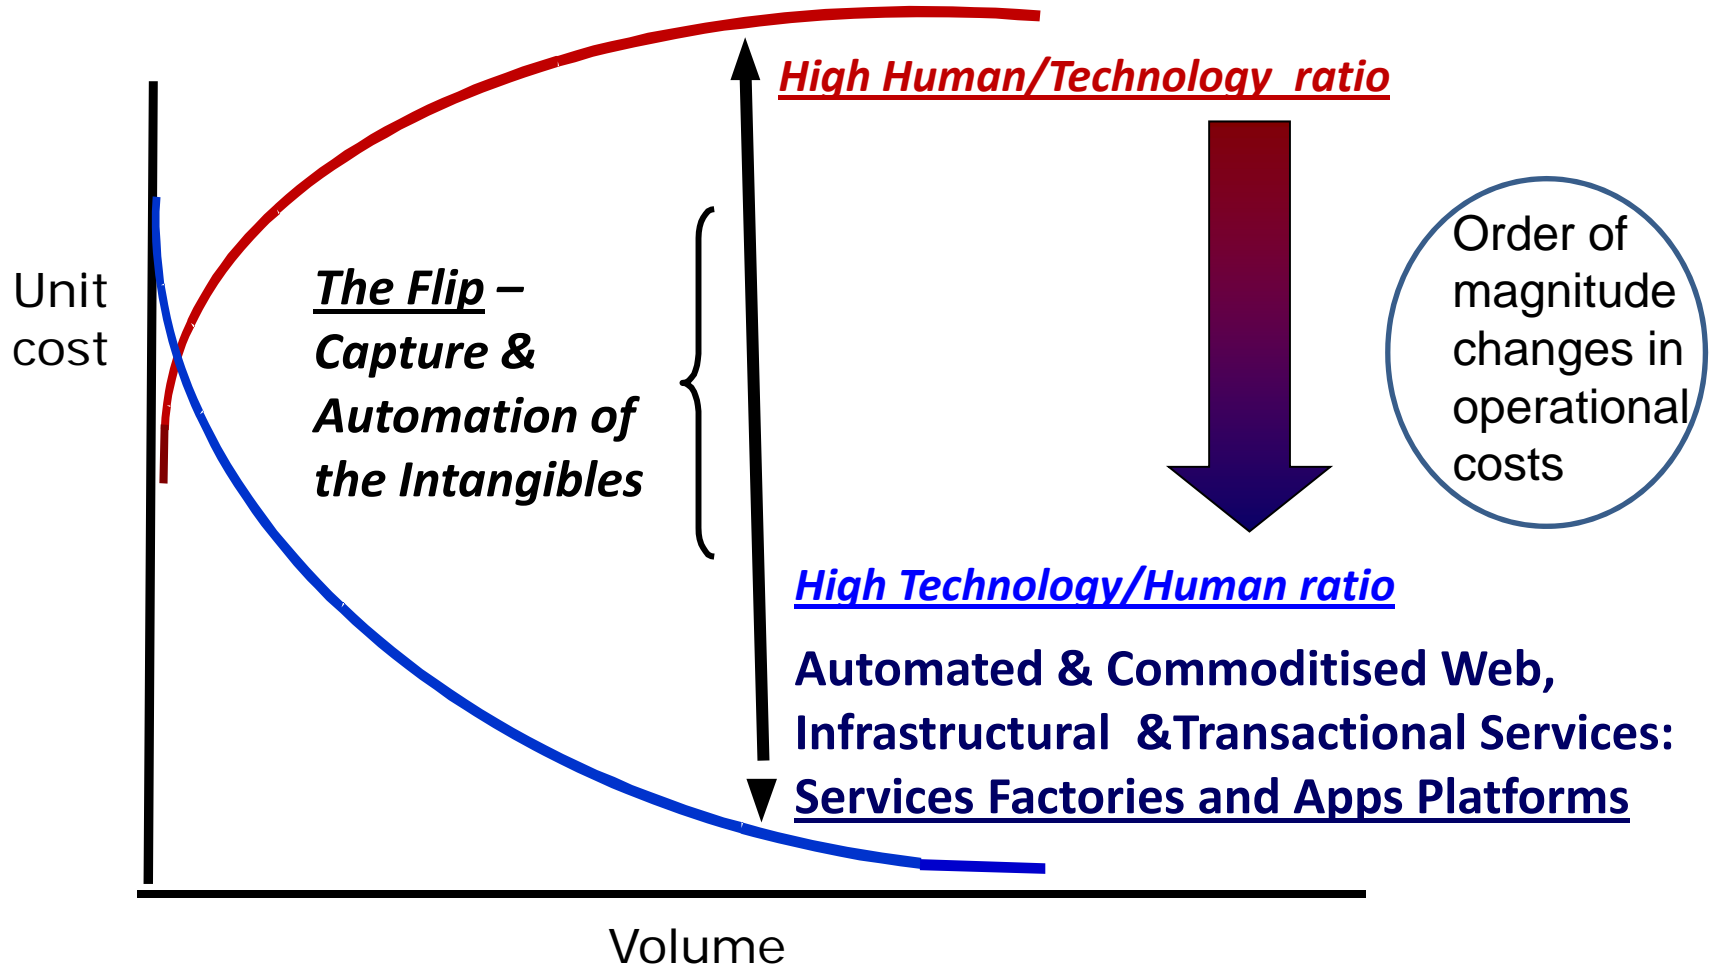 High Human/Technology  ratio
Unit
cost
The Flip –
Capture &
Automation of
the Intangibles
Order of
magnitude
changes in
operational
costs
High Technology/Human ratio
Automated & Commoditised Web,
Infrastructural  &Transactional Services:
Services Factories and Apps Platforms
Volume